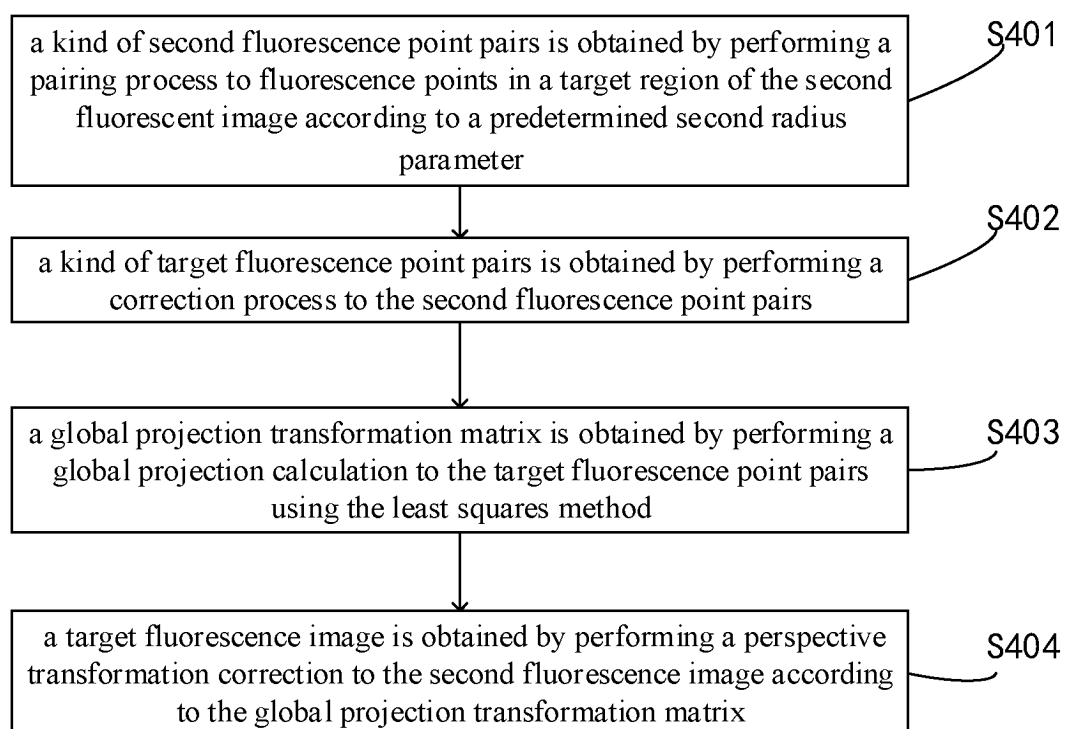 a kind of second fluorescence point pairs is obtained by performing a
pairing process to fluorescence points in a target region of the second
fluorescent image according to a predetermined second radius
parameter
S401
a kind of target fluorescence point pairs is obtained by performing a
correction process to the second fluorescence point pairs
S402
a global projection transformation matrix is obtained by performing a
global projection calculation to the target fluorescence point pairs
using the least squares method
S403
a target fluorescence image is obtained by performing a perspective
transformation correction to the second fluorescence image according
to the global projection transformation matrix
S404